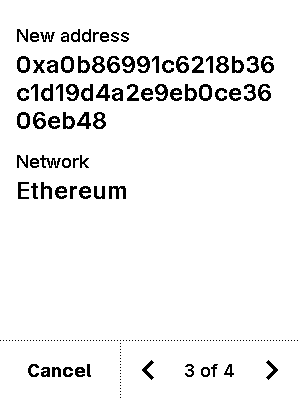 New address
0xa0b86991c6218b36
c1d19d4a2e9eb0ce36
06eb48
Network
Ethereum
Cancel
3 of 4